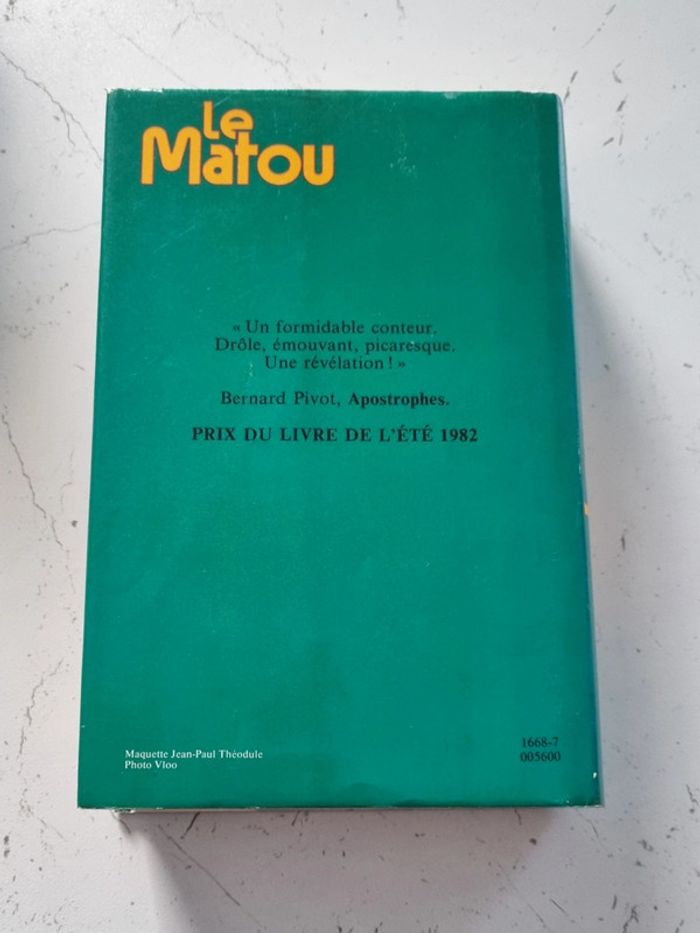 Le
Matou
« Un formidable conteur.
Drôle, émouvant, picaresque.
Une révélation ! »
Bernard Pivot, Apostrophes.
PRIX DU LIVRE DE L'ÉTÉ 1982
Maquette Jean-Paul Théodule
Photo Vloo
1668-7
005600